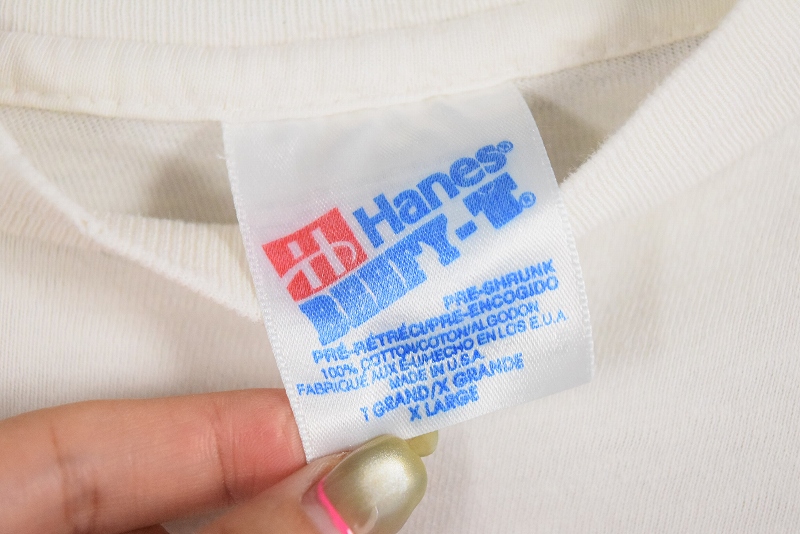 Hh Hanes®
BEEFY-T.®
PRE-SHRUNK
PRÉ-RÉTRÉCI/PRE-ENCOGIDO
100% COTTON/COTON/ALGODON
FABRIQUÉ AUX É-U/HECHO EN LOS E.U.A
MADE IN U.S.A.
T GRAND/X GRANDE
X LARGE